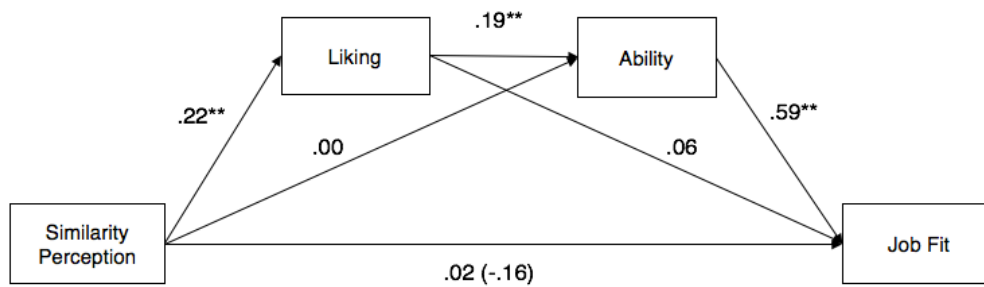 .19**
Liking
Ability
.22**
.59**
.00
.06
Similarity
Perception
Job Fit
.02 (-.16)